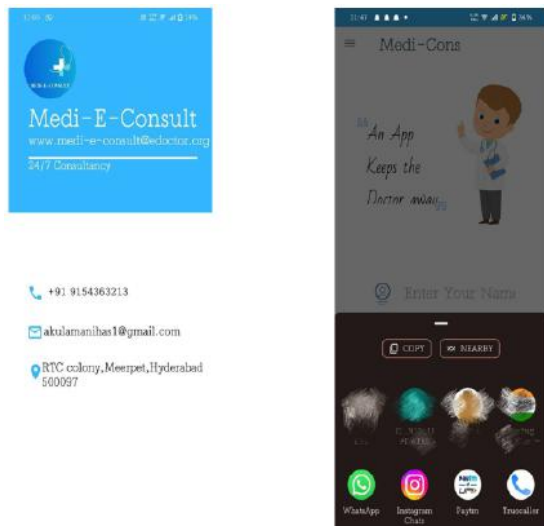 Medi-E-Consult
www.medi-e-consult@edoctor.org
24/7 Consultancy
+91 9154363213
akulamanihas1@gmail.com
RTC colony,Meerpet,Hyderabad
500097
11:47
Medi-Cons
An App
Keeps the
Doctor away
Enter Your Name
COPY
NEARBY
WhatsApp
Instagram
Chats
Paytm
Truecaller